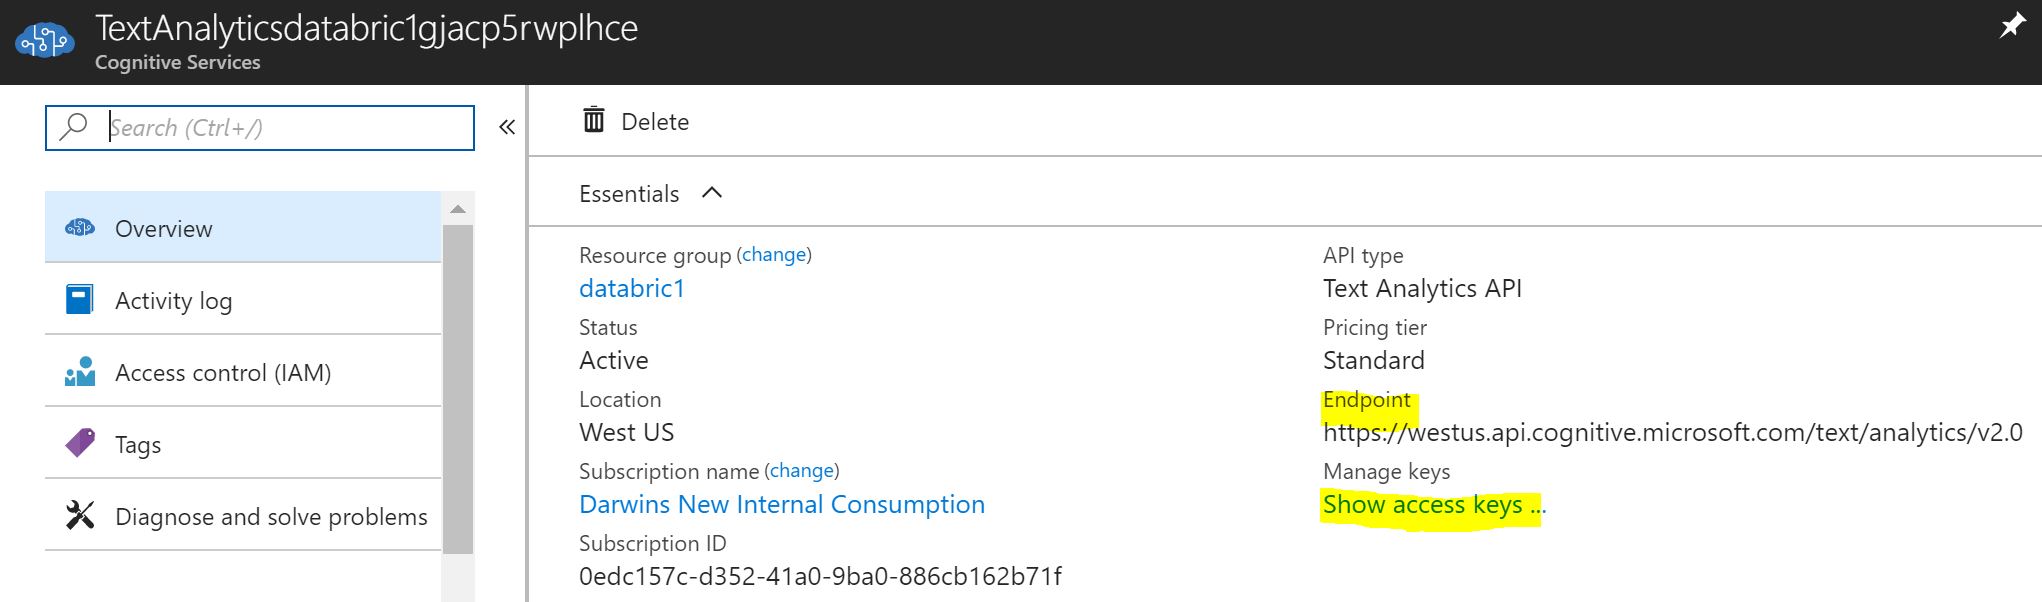 TextAnalyticsdatabric1gjacp5rwplhce
Cognitive Services
Search (Ctrl+/)
Overview
Activity log
Access control (IAM)
Tags
Diagnose and solve problems
Delete
Essentials
Resource group (change)
databric1
Status
Active
Location
West US
Subscription name (change)
Darwins New Internal Consumption
Subscription ID
0edc157c-d352-41a0-9ba0-886cb162b71f
API type
Text Analytics API
Pricing tier
Standard
Endpoint
https://westus.api.cognitive.microsoft.com/text/analytics/v2.0
Manage keys
Show access keys ...